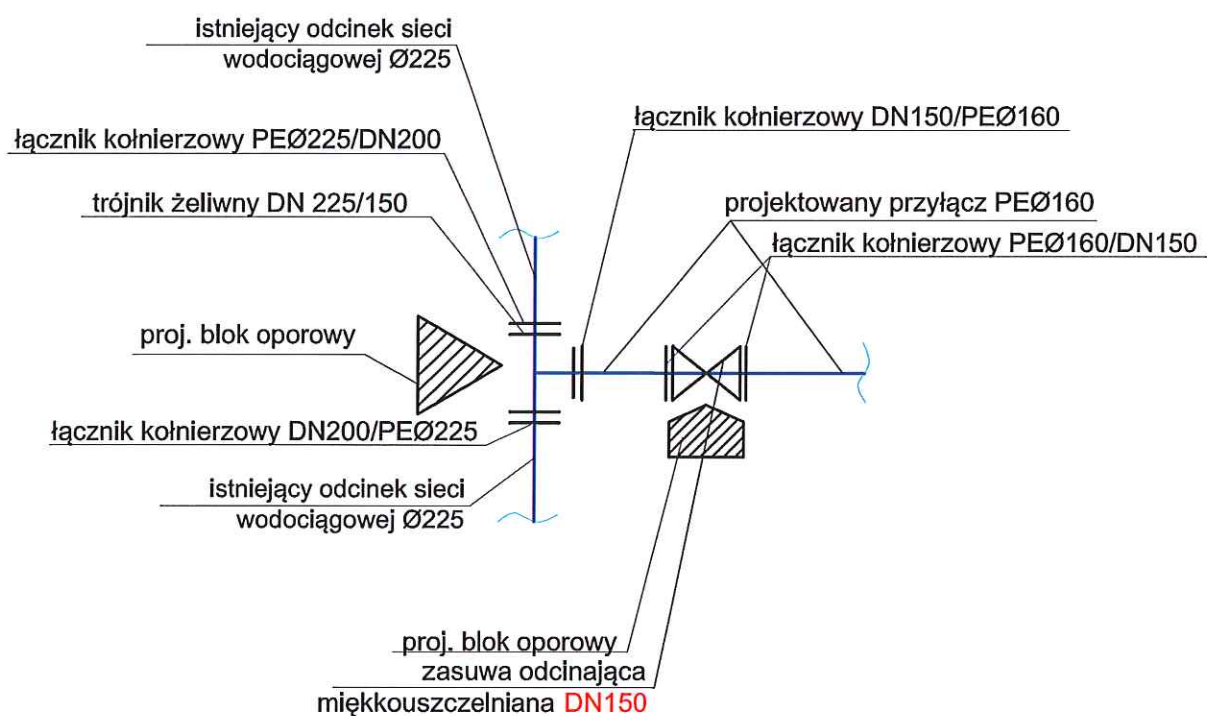 istniejący odcinek sieci
wodociągowej Ø225
łącznik kołnierzowy PEØ225/DN200
trójnik żeliwny DN 225/150
łącznik kołnierzowy DN150/PEØ160
projektowany przyłącz PEØ160
łącznik kołnierzowy PEØ160/DN150
proj. blok oporowy
łącznik kołnierzowy DN200/PEØ225
istniejący odcinek sieci
wodociągowej Ø225
proj. blok oporowy
zasuwa odcinająca
miękkouszczelniana DN150